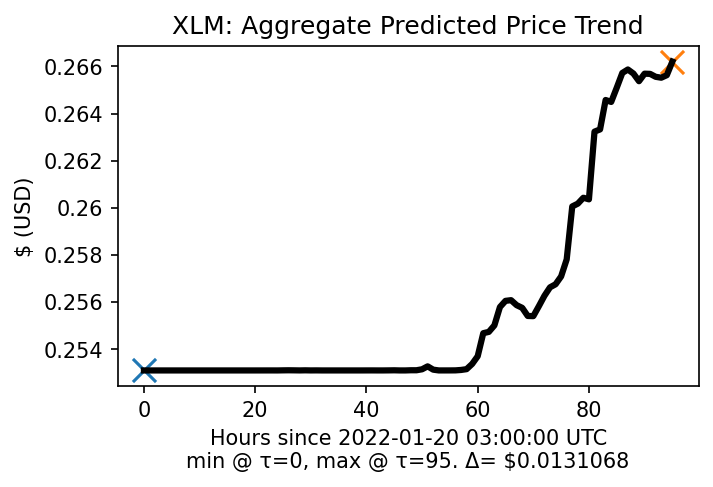 XLM: Aggregate Predicted Price Trend
0.266
0.264
0.262
0.26
0.258
0.256
0.254
$ (USD)
0 20 40 60 80
Hours since 2022-01-20 03:00:00 UTC
min @ τ=0, max @ τ=95. Δ= $0.0131068